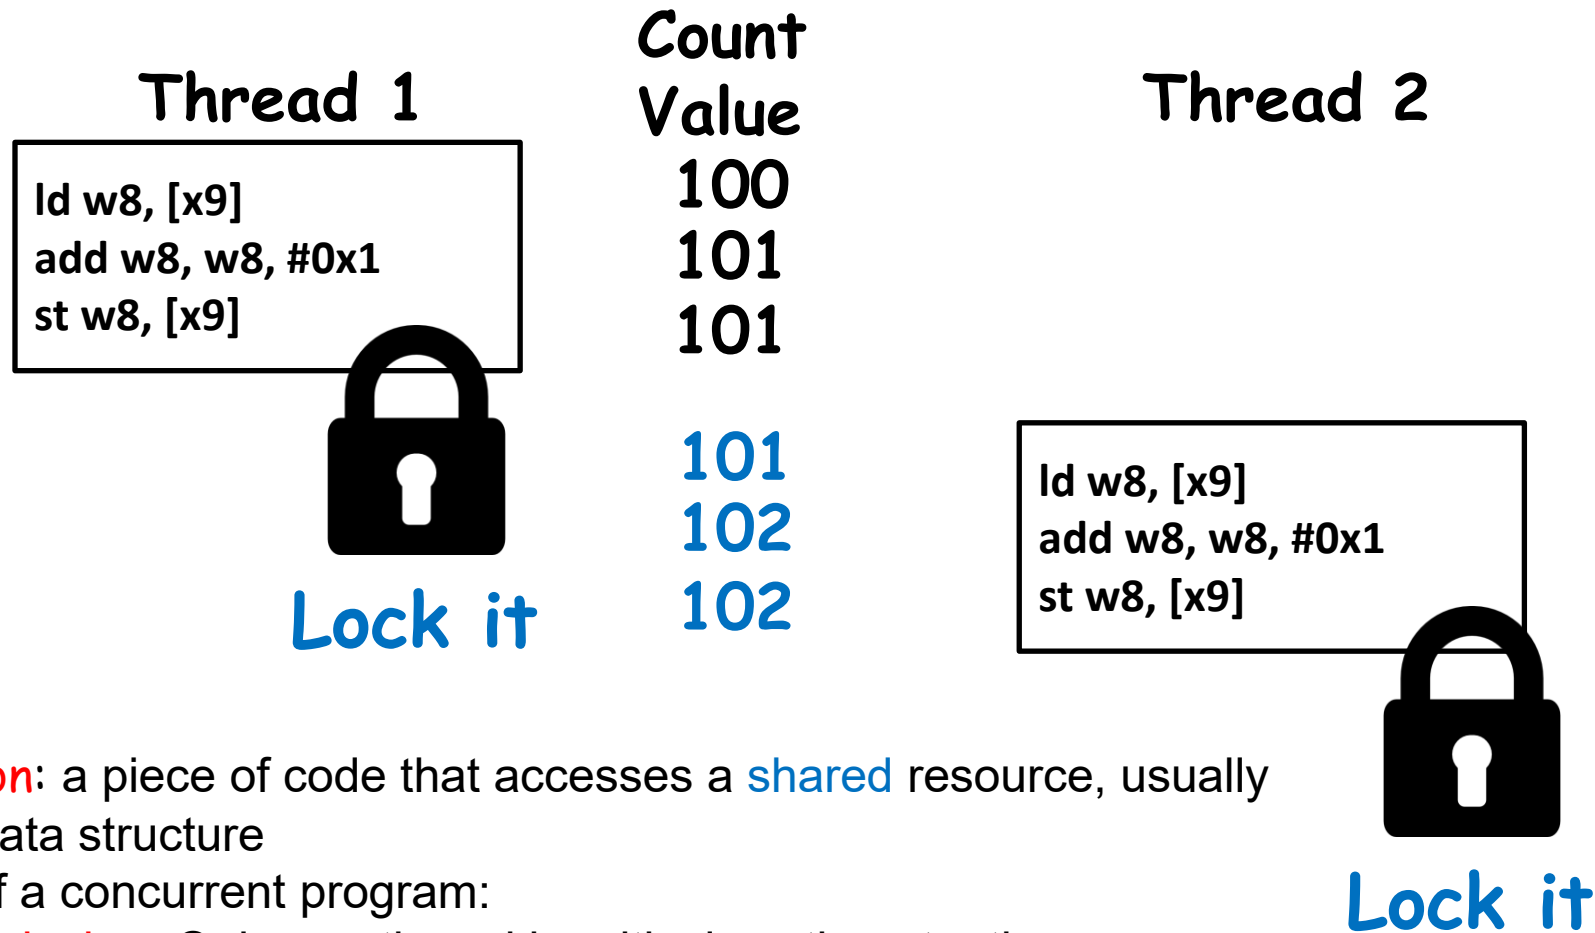 Count
Value
Thread 1
Thread 2
100
101
101
ld w8, [x9]
add w8, w8, #0x1
st w8, [x9]
101
102
102
ld w8, [x9]
add w8, w8, #0x1
st w8, [x9]
Lock it
Lock it
on: a piece of code that accesses a shared resource, usually
ata structure
f a concurrent program: